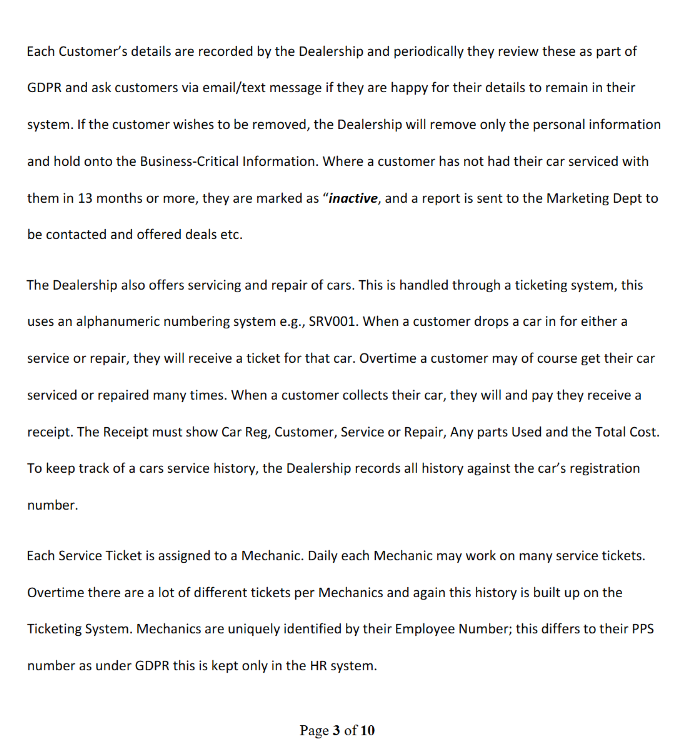 Each Customer's details are recorded by the Dealership and periodically they review these as part of
GDPR and ask customers via email/text message if they are happy for their details to remain in their
system. If the customer wishes to be removed, the Dealership will remove only the personal information
and hold onto the Business-Critical Information. Where a customer has not had their car serviced with
them in 13 months or more, they are marked as "inactive, and a report is sent to the Marketing Dept to
be contacted and offered deals etc.
The Dealership also offers servicing and repair of cars. This is handled through a ticketing system, this
uses an alphanumeric numbering system e.g., SRV001. When a customer drops a car in for either a
service or repair, they will receive a ticket for that car. Overtime a customer may of course get their car
serviced or repaired many times. When a customer collects their car, they will and pay they receive a
receipt. The Receipt must show Car Reg, Customer, Service or Repair, Any parts Used and the Total Cost.
To keep track of a cars service history, the Dealership records all history against the car's registration
number.
Each Service Ticket is assigned to a Mechanic. Daily each Mechanic may work on many service tickets.
Overtime there are a lot of different tickets per Mechanics and again this history is built up on the
Ticketing System. Mechanics are uniquely identified by their Employee Number; this differs to their PPS
number as under GDPR this is kept only in the HR system.
Page 3 of 10